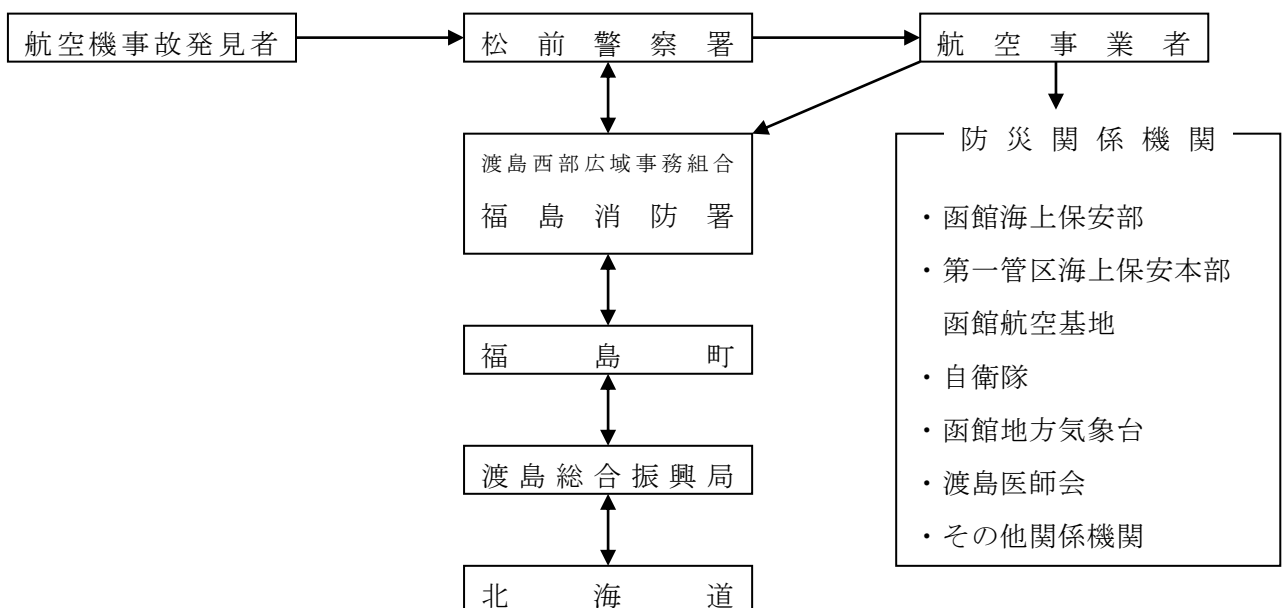 航空機事故発見者
松前警察署
航空事業者
防災関係機関
渡島西部広域事務組合
福島消防署
・函館海上保安部
・第一管区海上保安本部
函館航空基地
・自衛隊
・函館地方気象台
・渡島医師会
・その他関係機関
福島町
渡島総合振興局
北海道